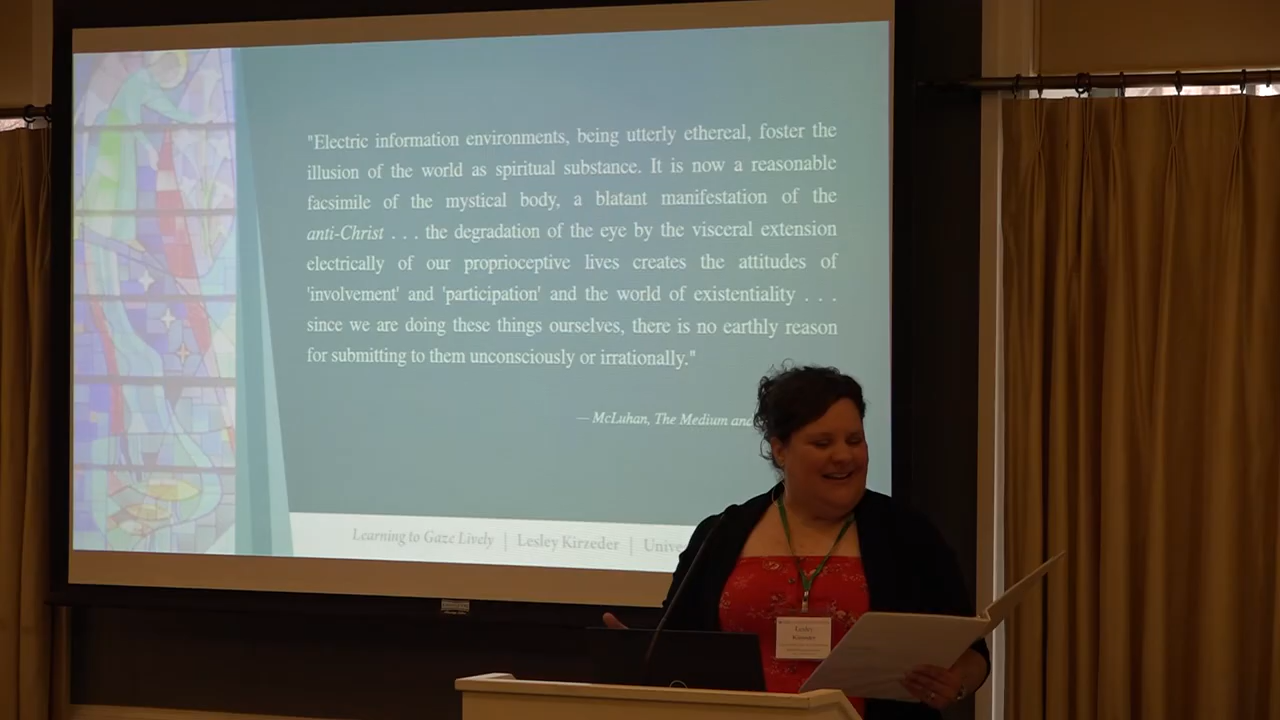 "Electric information environments, being utterly ethereal, foster the
illusion of the world as spiritual substance. It is now a reasonable
facsimile of the mystical body, a blatant manifestation of the
anti-Christ . . . the degradation of the eye by the visceral extension
electrically of our proprioceptive lives creates the attitudes of
'involvement' and 'participation' and the world of existentiality . . .
since we are doing these things ourselves, there is no earthly reason
for submitting to them unconsciously or irrationally."
— McLuhan, The Medium and
Learning to Gaze Lively | Lesley Kirzeder |